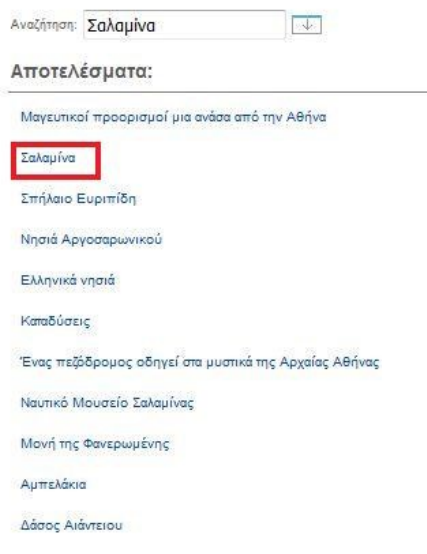 Αναζήτηση: Σαλαμίνα
Αποτελέσματα:
Μαγευτικοί προορισμοί μια ανάσα από την Αθήνα
Σαλαμίνα
Σπήλαιο Ευριπίδη
Νησιά Αργοσαρωνικού
Ελληνικά νησιά
Καταδύσεις
Ένας πεζόδρομος οδηγεί στα μυστικά της Αρχαίας Αθήνας
Ναυτικό Μουσείο Σαλαμίνας
Μονή της Φανερωμένης
Αμπελάκια
Δάσος Αιάντειου